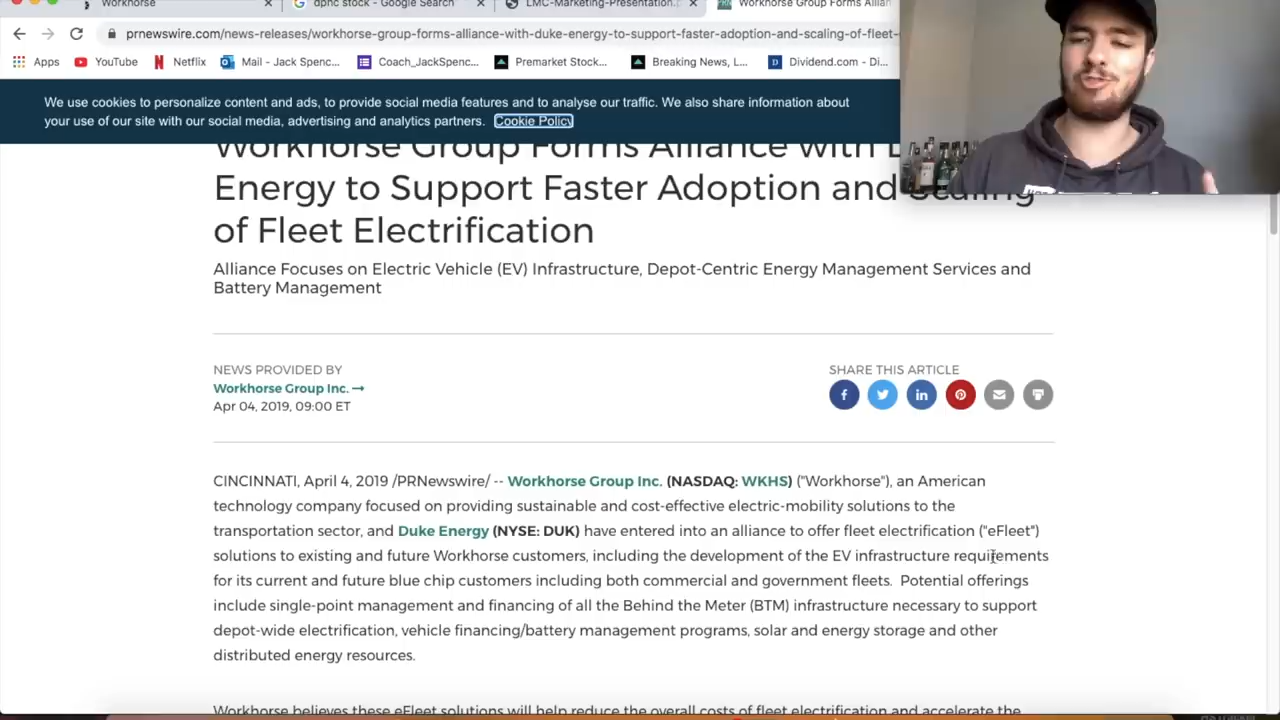 Workhorse
dphc stock - Google Search
LMC-Marketing-Presentation.p
Workhorse Group Forms Allian
prnewswire.com/news-releases/workhorse-group-forms-alliance-with-duke-energy-to-support-faster-adoption-and-scaling-of-fleet-
Apps YouTube Netflix Mail - Jack Spenc... Coach_JackSpenc... Premarket Stock... Breaking News, L... Dividend.com - Di...
We use cookies to personalize content and ads, to provide social media features and to analyse our traffic. We also share information about
your use of our site with our social media, advertising and analytics partners. Cookie Policy
Workhorse Group Forms Alliance with
Energy to Support Faster Adoption and Scaling
of Fleet Electrification
Alliance Focuses on Electric Vehicle (EV) Infrastructure, Depot-Centric Energy Management Services and
Battery Management
NEWS PROVIDED BY
Workhorse Group Inc. →
Apr 04, 2019, 09:00 ET
SHARE THIS ARTICLE
CINCINNATI, April 4, 2019 /PRNewswire/ -- Workhorse Group Inc. (NASDAQ: WKHS) ("Workhorse"), an American
technology company focused on providing sustainable and cost-effective electric-mobility solutions to the
transportation sector, and Duke Energy (NYSE: DUK) have entered into an alliance to offer fleet electrification ("eFleet")
solutions to existing and future Workhorse customers, including the development of the EV infrastructure requirements
for its current and future blue chip customers including both commercial and government fleets. Potential offerings
include single-point management and financing of all the Behind the Meter (BTM) infrastructure necessary to support
depot-wide electrification, vehicle financing/battery management programs, solar and energy storage and other
distributed energy resources.
Workhorse believes these eFleet solutions will help reduce the overall costs of fleet electrification and accelerate the